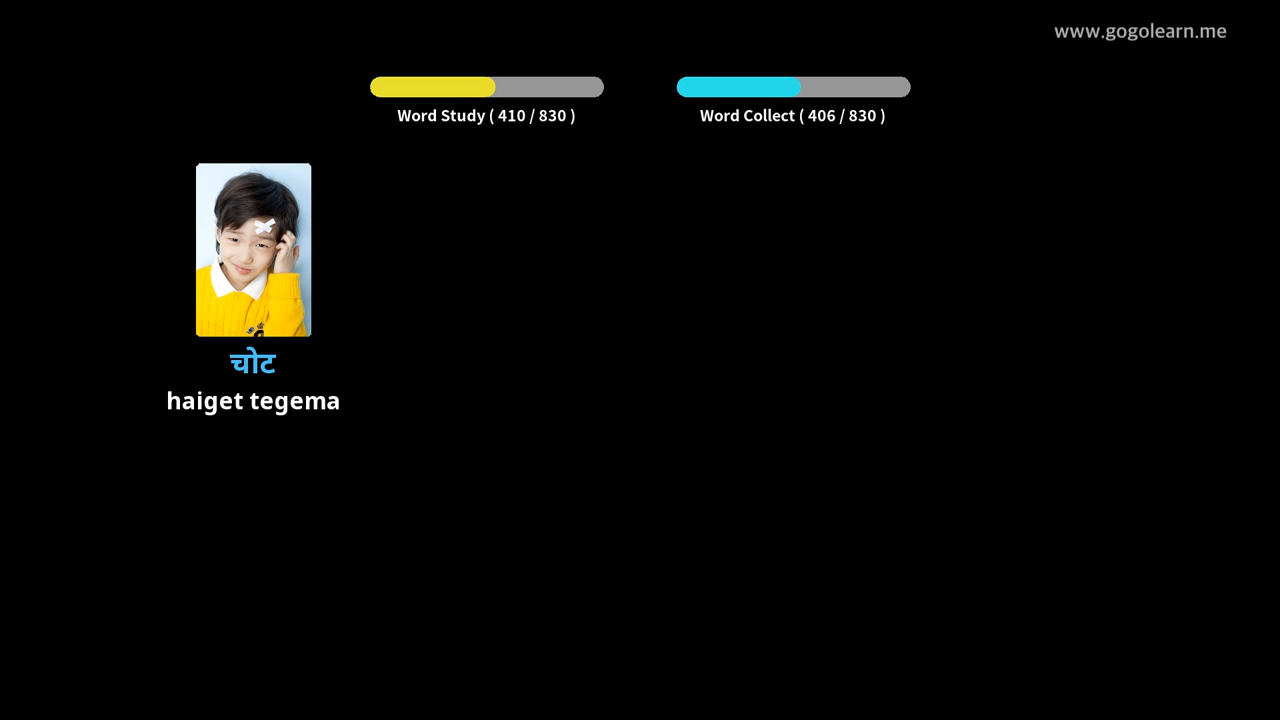 www.gogolearn.me
Word Study ( 410 / 830 )
Word Collect ( 406 / 830 )
चोट
haiget tegema